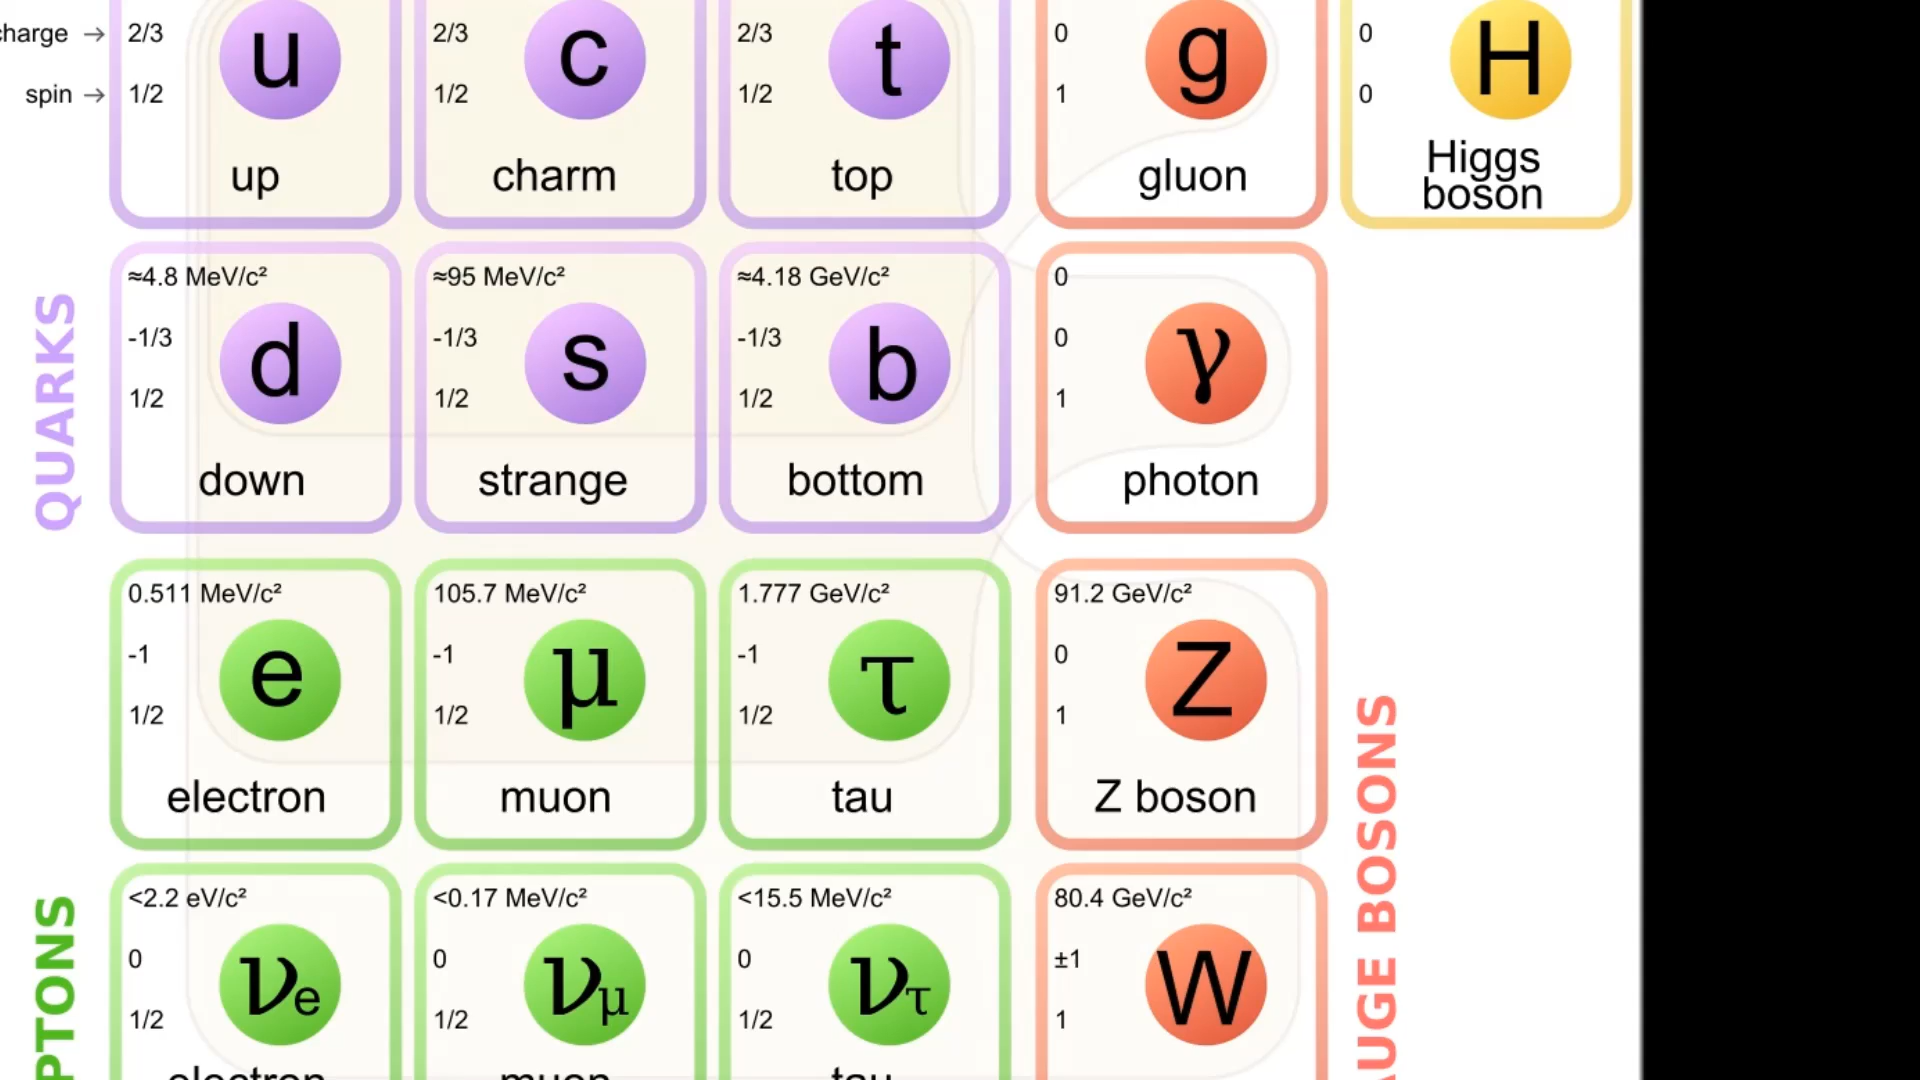 charge → 2/3 u 2/3 c 2/3 t 0 g 0 H
spin → 1/2 1/2 1/2 1 0
up charm top gluon Higgs
boson
≈4.8 MeV/c² ≈95 MeV/c² ≈4.18 GeV/c² 0
-1/3 d -1/3 s -1/3 b 0 γ
1/2 1/2 1/2 1
down strange bottom photon
QUARKS
0.511 MeV/c² 105.7 MeV/c² 1.777 GeV/c² 91.2 GeV/c²
-1 e -1 μ -1 τ 0 Z
1/2 1/2 1/2 1
electron muon tau Z boson
<2.2 eV/c² <0.17 MeV/c² <15.5 MeV/c² 80.4 GeV/c²
0 νe 0 νμ 0 ντ ±1 W
1/2 1/2 1/2 1
electron muon tau
PTONS
AUGE BOSONS